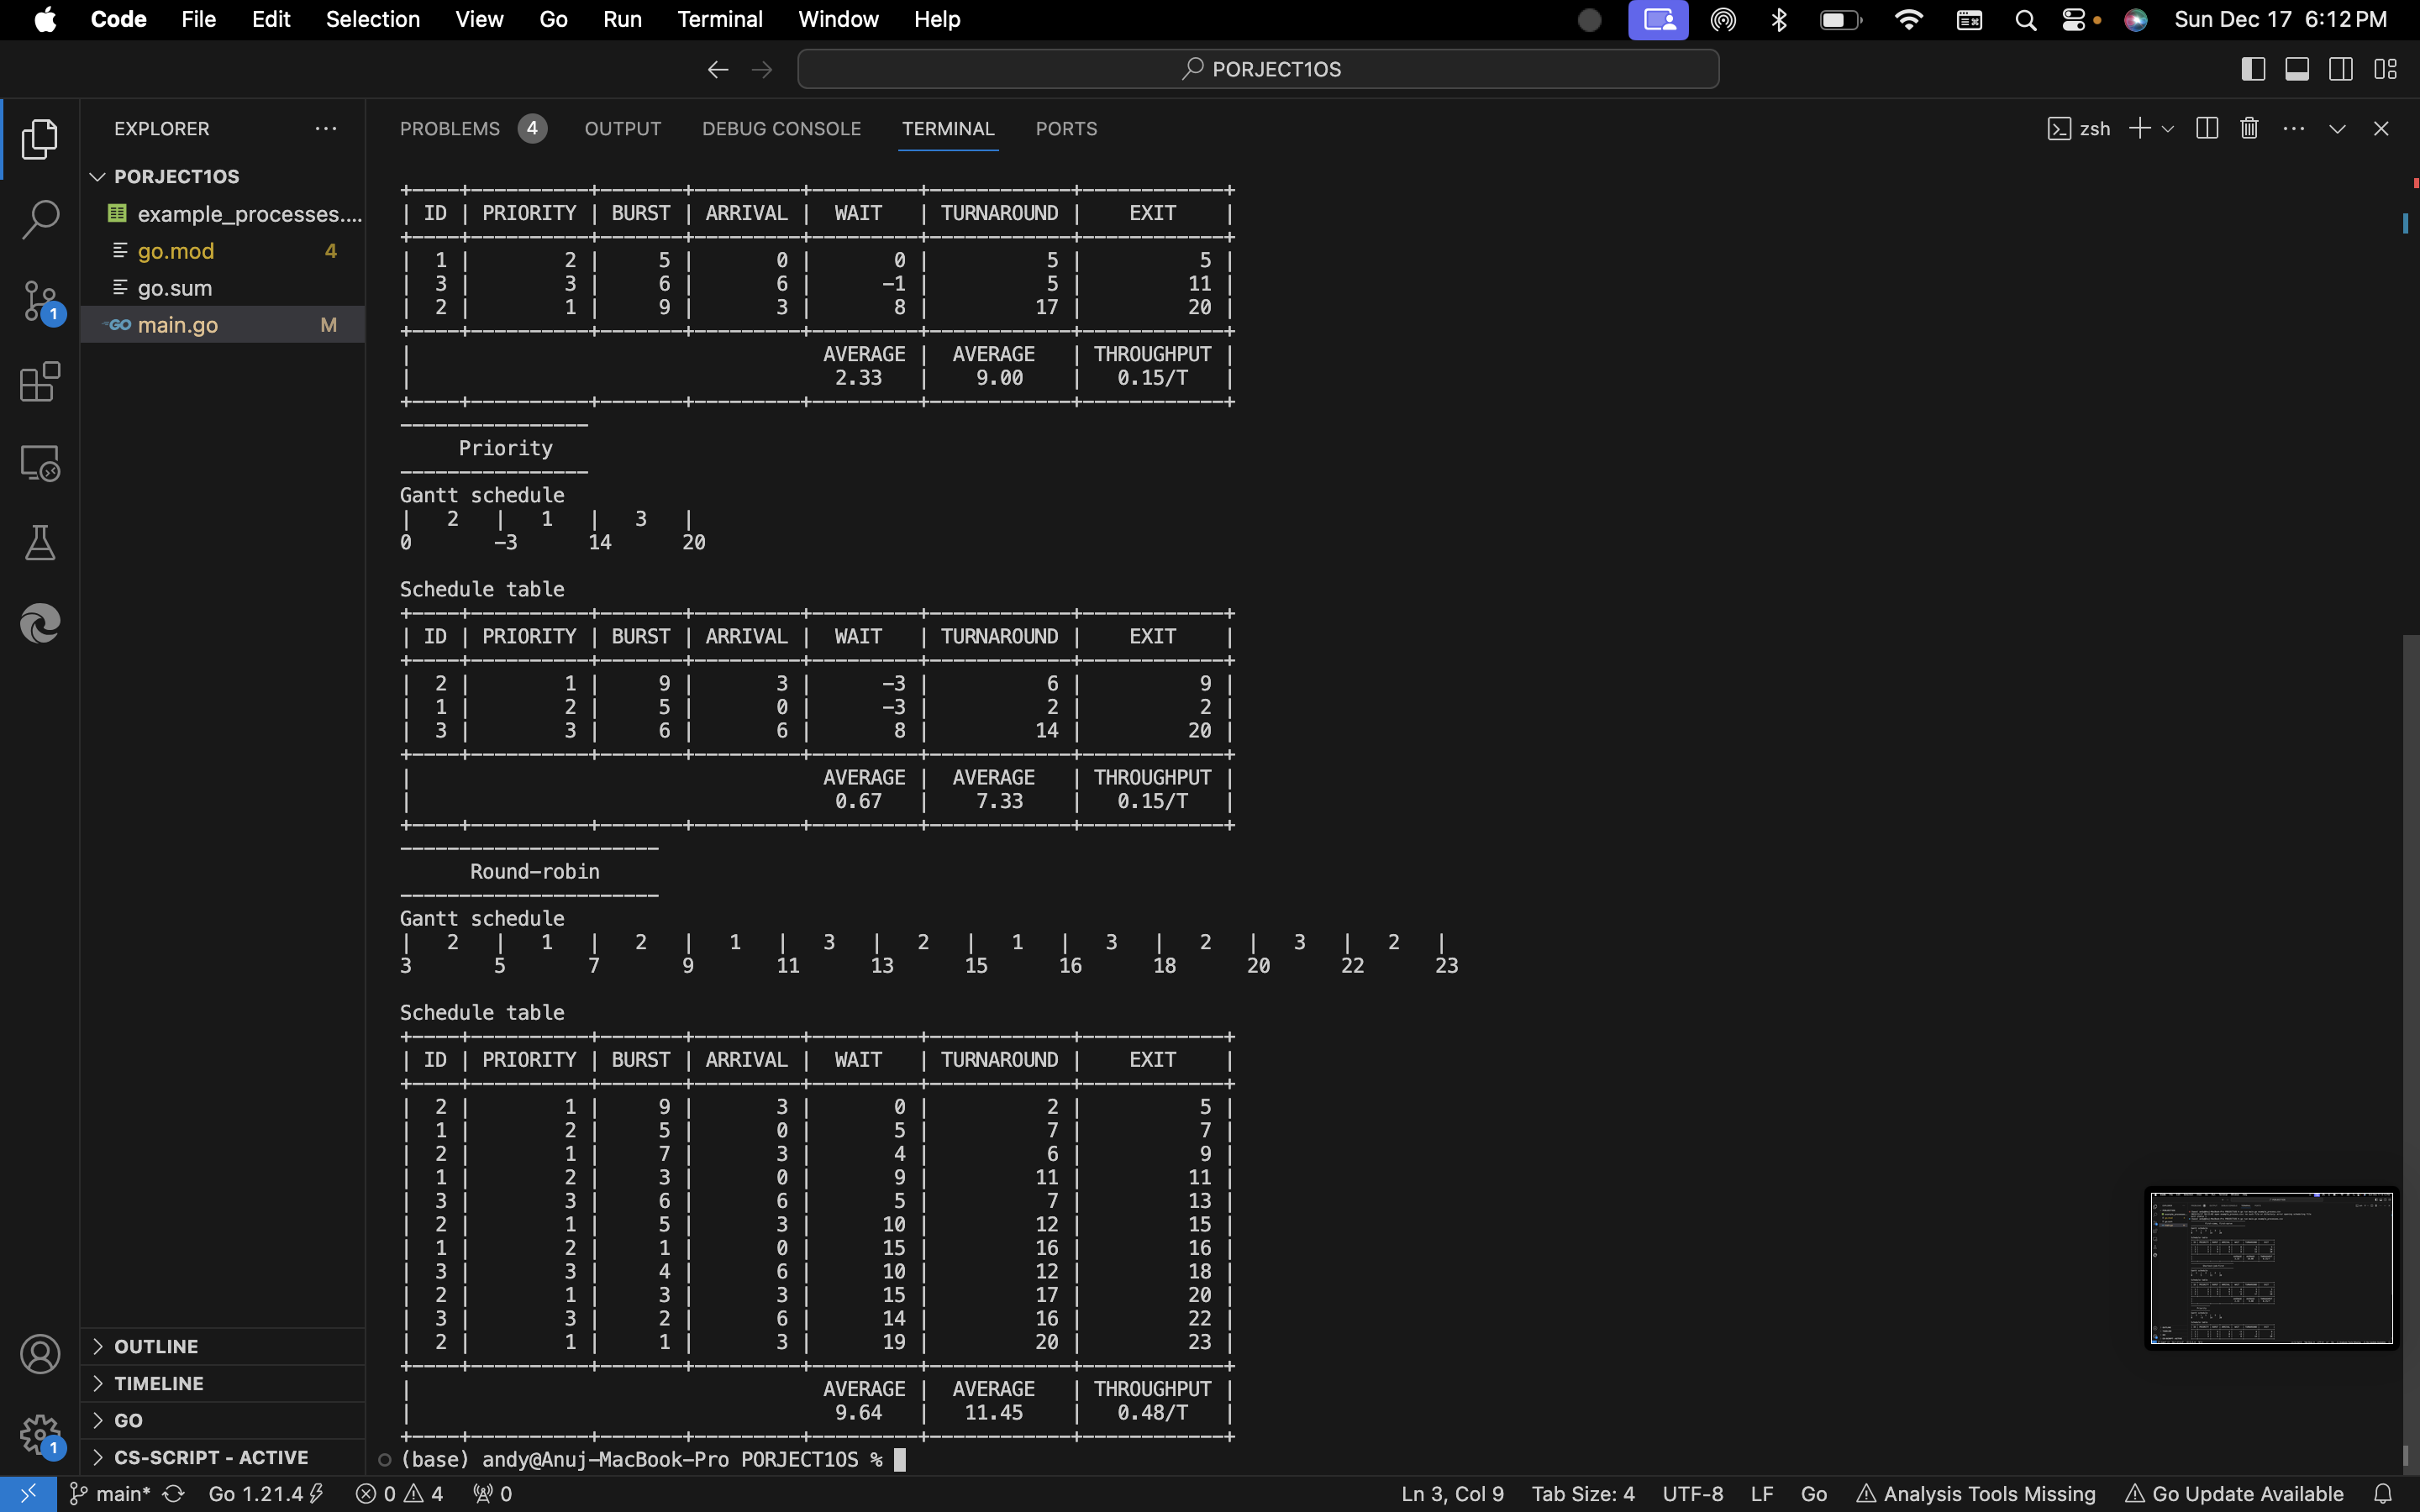 Code File Edit Selection View Go Run Terminal Window Help Sun Dec 17 6:12 PM
PORJECT1OS
EXPLORER
PORJECT1OS
example_processes....
go.mod 4
go.sum
GO main.go M
OUTLINE
TIMELINE
GO
CS-SCRIPT - ACTIVE
1
1
PROBLEMS 4 OUTPUT DEBUG CONSOLE TERMINAL PORTS zsh
+----+----------+-------+---------+---------+------------+------------+
| ID | PRIORITY | BURST | ARRIVAL | WAIT | TURNAROUND | EXIT |
+----+----------+-------+---------+---------+------------+------------+
| 1 | 2 | 5 | 0 | 0 | 5 | 5 |
| 3 | 3 | 6 | 6 | -1 | 5 | 11 |
| 2 | 1 | 9 | 3 | 8 | 17 | 20 |
+----+----------+-------+---------+---------+------------+------------+
| AVERAGE | AVERAGE | THROUGHPUT |
| 2.33 | 9.00 | 0.15/T |
+----+----------+-------+---------+---------+------------+------------+
----------------
Priority
----------------
Gantt schedule
| 2 | 1 | 3 |
0 -3 14 20
Schedule table
+----+----------+-------+---------+---------+------------+------------+
| ID | PRIORITY | BURST | ARRIVAL | WAIT | TURNAROUND | EXIT |
+----+----------+-------+---------+---------+------------+------------+
| 2 | 1 | 9 | 3 | -3 | 6 | 9 |
| 1 | 2 | 5 | 0 | -3 | 2 | 2 |
| 3 | 3 | 6 | 6 | 8 | 14 | 20 |
+----+----------+-------+---------+---------+------------+------------+
| AVERAGE | AVERAGE | THROUGHPUT |
| 0.67 | 7.33 | 0.15/T |
+----+----------+-------+---------+---------+------------+------------+
----------------------
Round-robin
----------------------
Gantt schedule
| 2 | 1 | 2 | 1 | 3 | 2 | 1 | 3 | 2 | 3 | 2 |
3 5 7 9 11 13 15 16 18 20 22 23
Schedule table
+----+----------+-------+---------+---------+------------+------------+
| ID | PRIORITY | BURST | ARRIVAL | WAIT | TURNAROUND | EXIT |
+----+----------+-------+---------+---------+------------+------------+
| 2 | 1 | 9 | 3 | 0 | 2 | 5 |
| 1 | 2 | 5 | 0 | 5 | 7 | 7 |
| 2 | 1 | 7 | 3 | 4 | 6 | 9 |
| 1 | 2 | 3 | 0 | 9 | 11 | 11 |
| 3 | 3 | 6 | 6 | 5 | 7 | 13 |
| 2 | 1 | 5 | 3 | 10 | 12 | 15 |
| 1 | 2 | 1 | 0 | 15 | 16 | 16 |
| 3 | 3 | 4 | 6 | 10 | 12 | 18 |
| 2 | 1 | 3 | 3 | 15 | 17 | 20 |
| 3 | 3 | 2 | 6 | 14 | 16 | 22 |
| 2 | 1 | 1 | 3 | 19 | 20 | 23 |
+----+----------+-------+---------+---------+------------+------------+
| AVERAGE | AVERAGE | THROUGHPUT |
| 9.64 | 11.45 | 0.48/T |
+----+----------+-------+---------+---------+------------+------------+
(base) andy@Anuj-MacBook-Pro PORJECT1OS %
main* Go 1.21.4 0 4 0 Ln 3, Col 9 Tab Size: 4 UTF-8 LF Go Analysis Tools Missing Go Update Available